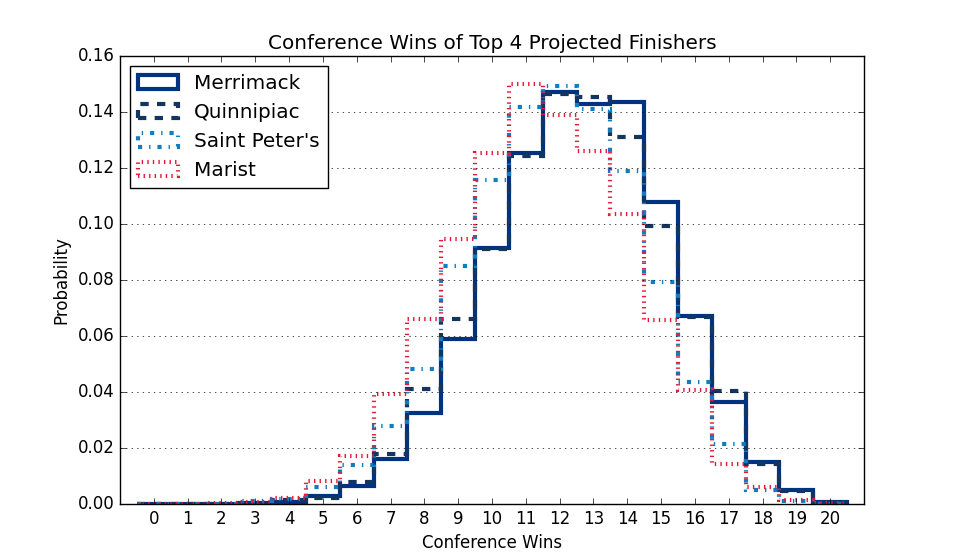 Conference Wins of Top 4 Projected Finishers
0.16
0.14
0.12
0.10
0.08
0.06
0.04
0.02
0.00
Probability
Merrimack
Quinnipiac
Saint Peter's
Marist
0 1 2 3 4 5 6 7 8 9 10 11 12 13 14 15 16 17 18 19 20
Conference Wins